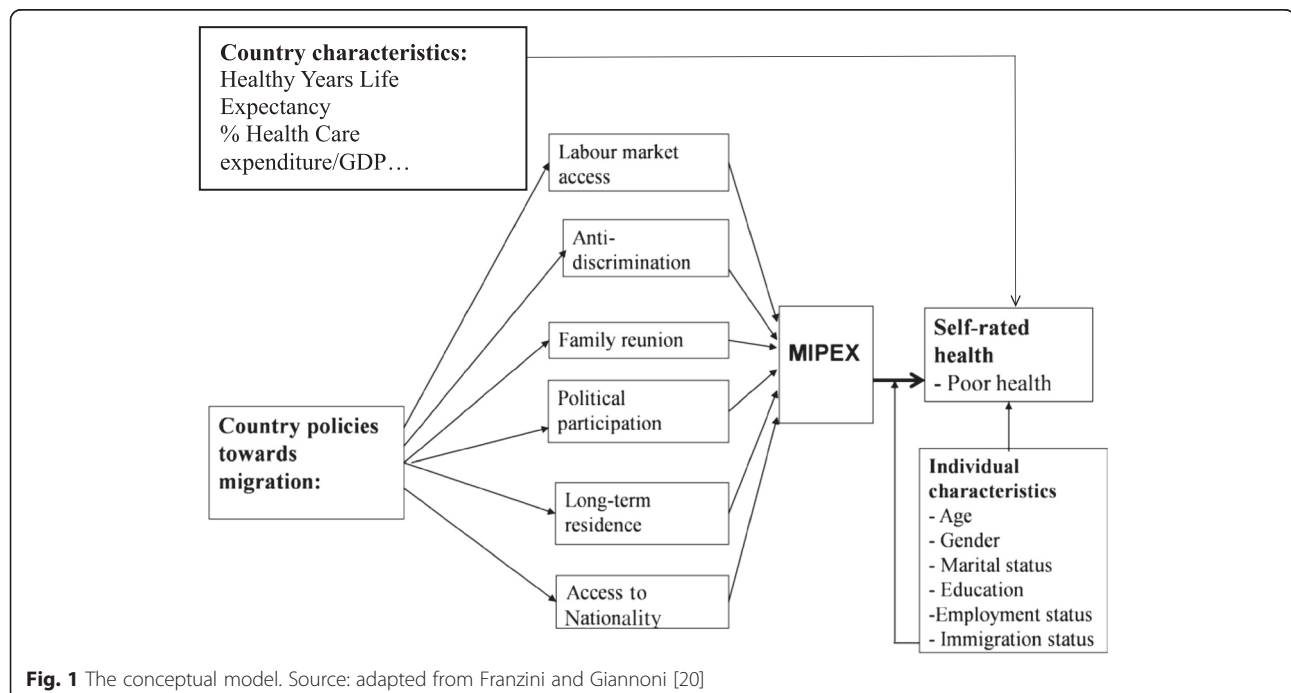 Country characteristics:
Healthy Years Life
Expectancy
% Health Care
expenditure/GDP…
Labour market
access
Anti-
discrimination
Family reunion
Political
participation
Long-term
residence
Access to
Nationality
Country policies
towards
migration:
MIPEX
Self-rated
health
- Poor health
Individual
characteristics
- Age
- Gender
- Marital status
- Education
-Employment status
- Immigration status
Fig. 1 The conceptual model. Source: adapted from Franzini and Giannoni [20]